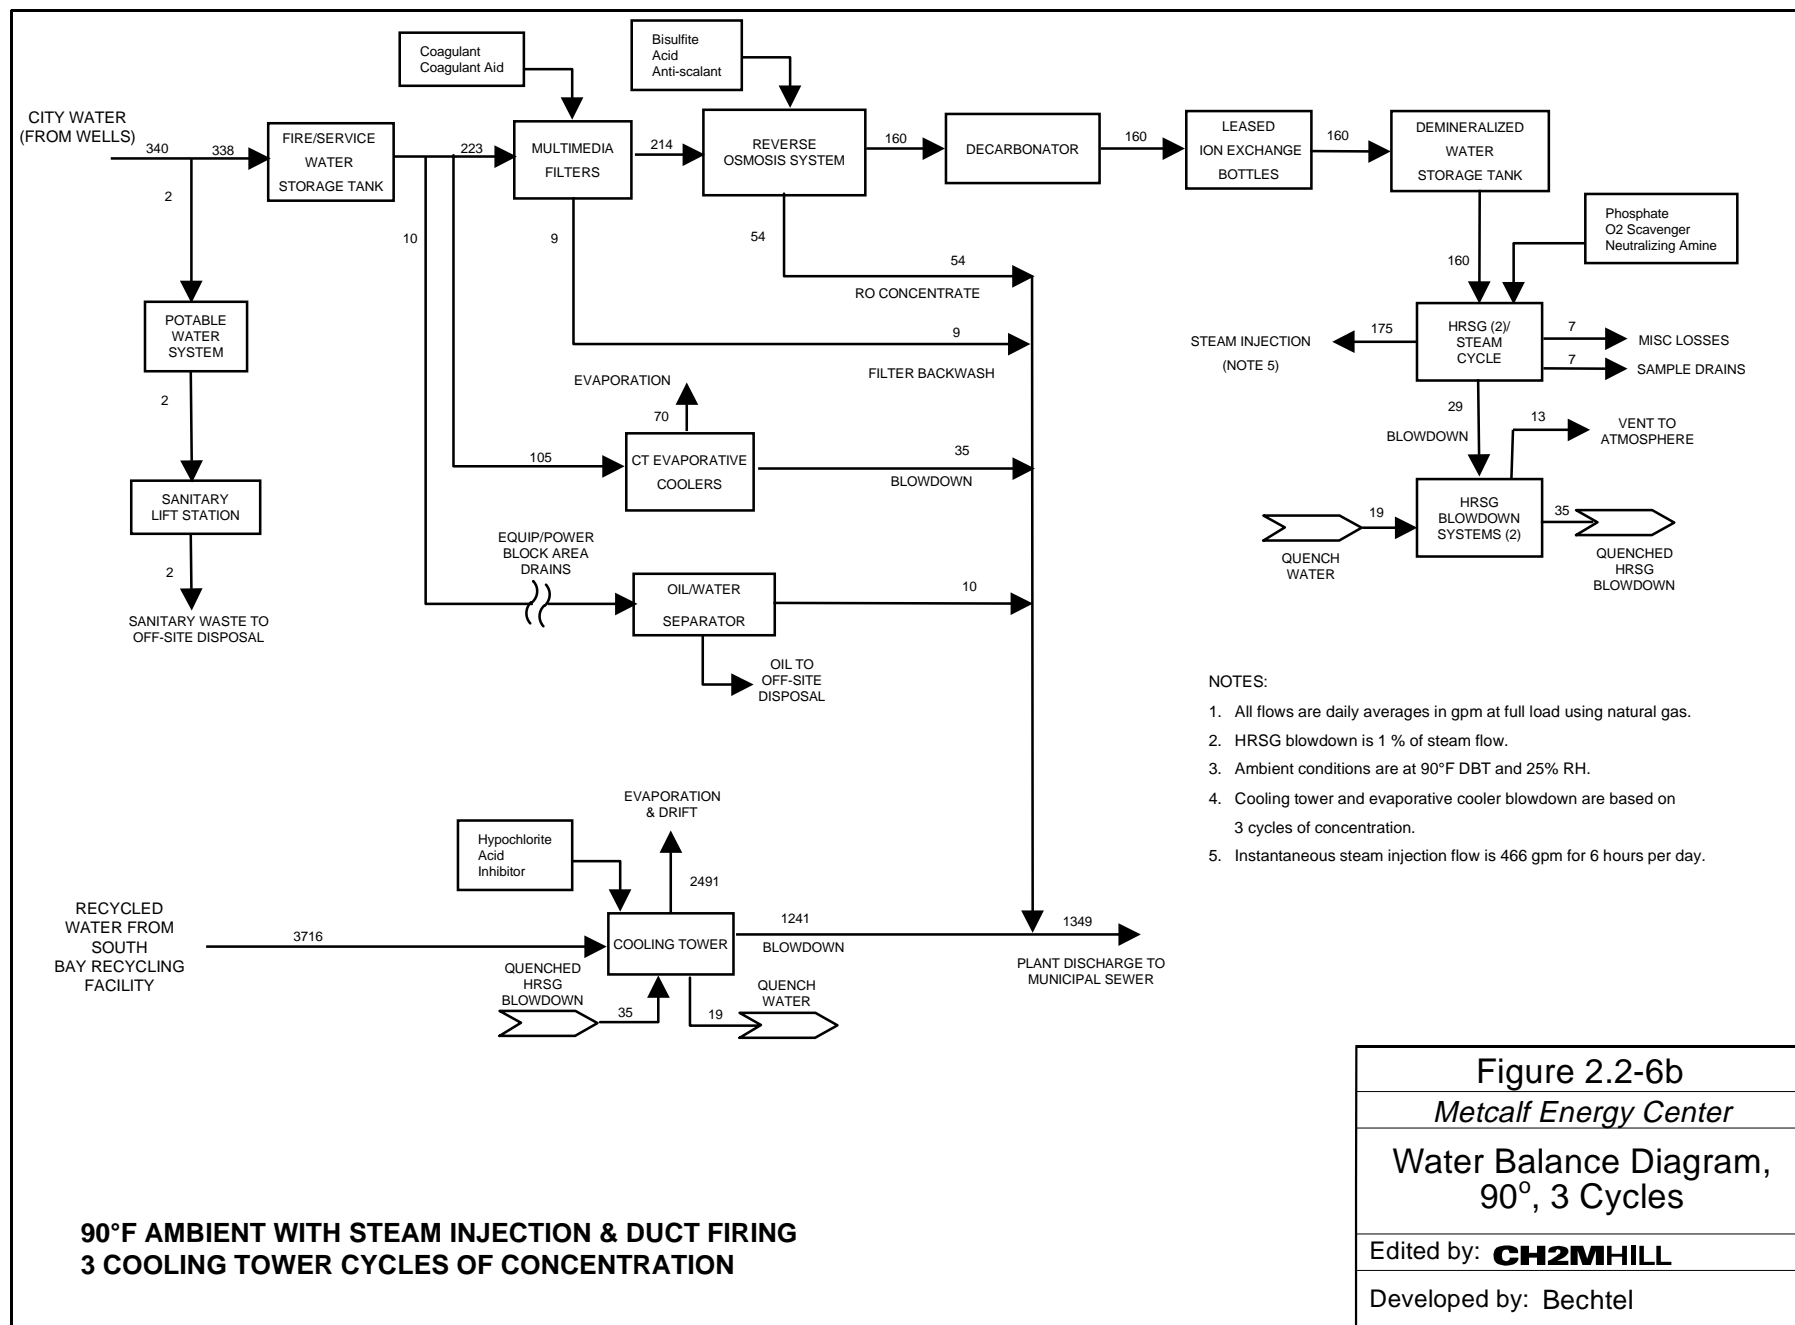 Coagulant
Coagulant Aid
Bisulfite
Acid
Anti-scalant
CITY WATER
(FROM WELLS)
340
338
2
FIRE/SERVICE
WATER
STORAGE TANK
223
10
MULTIMEDIA
FILTERS
214
9
REVERSE
OSMOSIS SYSTEM
160
54
DECARBONATOR
160
LEASED
ION EXCHANGE
BOTTLES
160
DEMINERALIZED
WATER
STORAGE TANK
Phosphate
O2 Scavenger
Neutralizing Amine
160
54
RO CONCENTRATE
9
FILTER BACKWASH
POTABLE
WATER
SYSTEM
2
SANITARY
LIFT STATION
2
SANITARY WASTE TO
OFF-SITE DISPOSAL
EVAPORATION
70
105
CT EVAPORATIVE
COOLERS
35
BLOWDOWN
EQUIP/POWER
BLOCK AREA
DRAINS
OIL/WATER
SEPARATOR
10
OIL TO
OFF-SITE
DISPOSAL
STEAM INJECTION
(NOTE 5)
175
HRSG (2)/
STEAM
CYCLE
7
MISC LOSSES
7
SAMPLE DRAINS
29
BLOWDOWN
13
VENT TO
ATMOSPHERE
19
QUENCH
WATER
HRSG
BLOWDOWN
SYSTEMS (2)
35
QUENCHED
HRSG
BLOWDOWN
NOTES:
1. All flows are daily averages in gpm at full load using natural gas.
2. HRSG blowdown is 1 % of steam flow.
3. Ambient conditions are at 90°F DBT and 25% RH.
4. Cooling tower and evaporative cooler blowdown are based on
3 cycles of concentration.
5. Instantaneous steam injection flow is 466 gpm for 6 hours per day.
EVAPORATION
& DRIFT
Hypochlorite
Acid
Inhibitor
2491
RECYCLED
WATER FROM
SOUTH
BAY RECYCLING
FACILITY
3716
COOLING TOWER
1241
BLOWDOWN
1349
PLANT DISCHARGE TO
MUNICIPAL SEWER
QUENCHED
HRSG
BLOWDOWN
35
19
QUENCH
WATER
90°F AMBIENT WITH STEAM INJECTION & DUCT FIRING
3 COOLING TOWER CYCLES OF CONCENTRATION
Figure 2.2-6b
Metcalf Energy Center
Water Balance Diagram,
90°, 3 Cycles
Edited by: CH2MHILL
Developed by: Bechtel